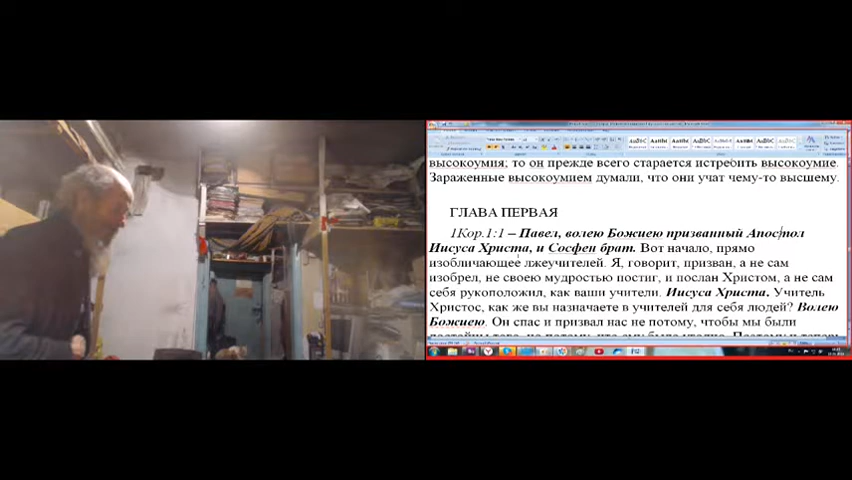 высокоумия; то он прежде всего старается истребить высокоумие.
Зараженные высокоумием думали, что они учат чему-то высшему.
ГЛАВА ПЕРВАЯ
1Кор.1:1 – Павел, волею Божиею призванный Апостол
Иисуса Христа, и Сосфен брат. Вот начало, прямо
изобличающее лжеучителей. Я, говорит, призван, а не сам
изобрел, не своею мудростью постиг, и послан Христом, а не сам
себя рукоположил, как ваши учители. Иисуса Христа. Учитель
Христос, как же вы назначаете в учителей для себя людей? Волею
Божиею. Он спас и призвал нас не потому, чтобы мы были